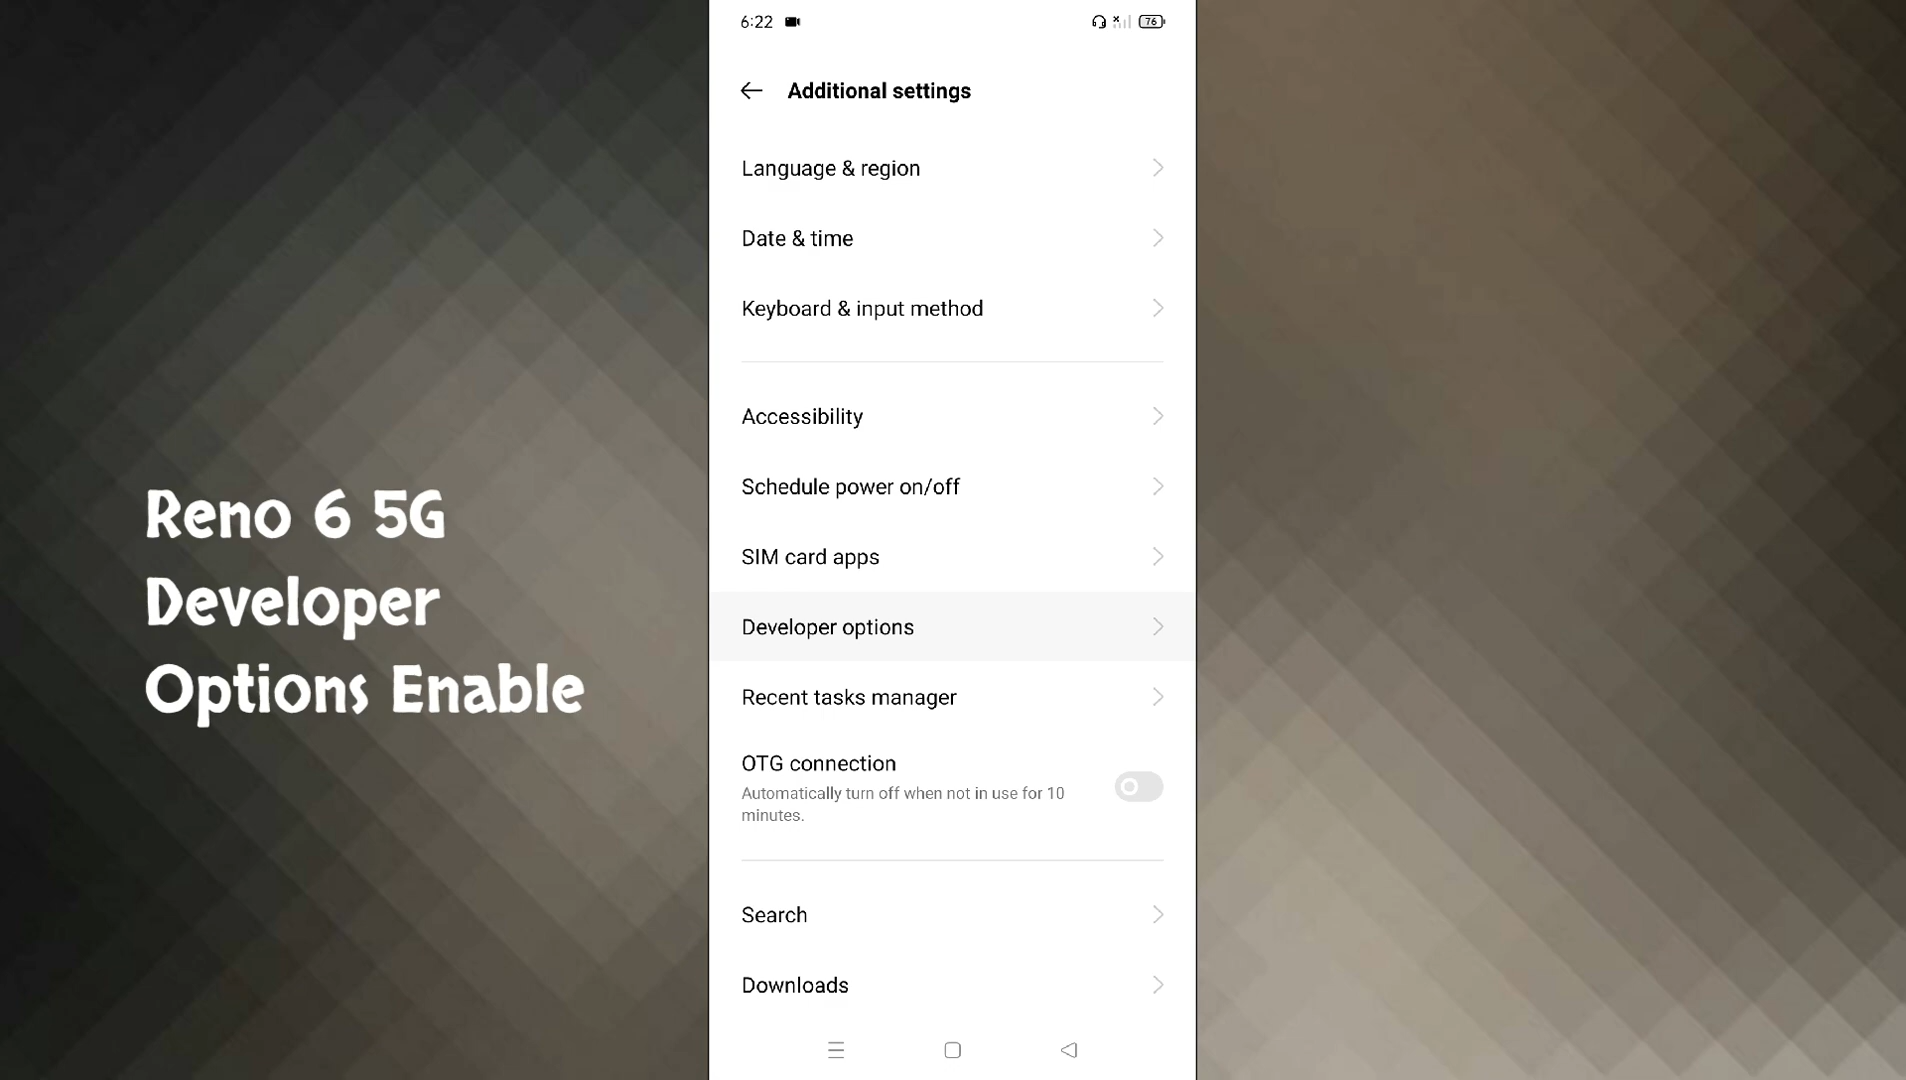 6:22
76
Additional settings
Language & region
Date & time
Keyboard & input method
Accessibility
Schedule power on/off
SIM card apps
Developer options
Recent tasks manager
OTG connection
Automatically turn off when not in use for 10
minutes.
Search
Downloads
Reno 6 5G
Developer
Options Enable